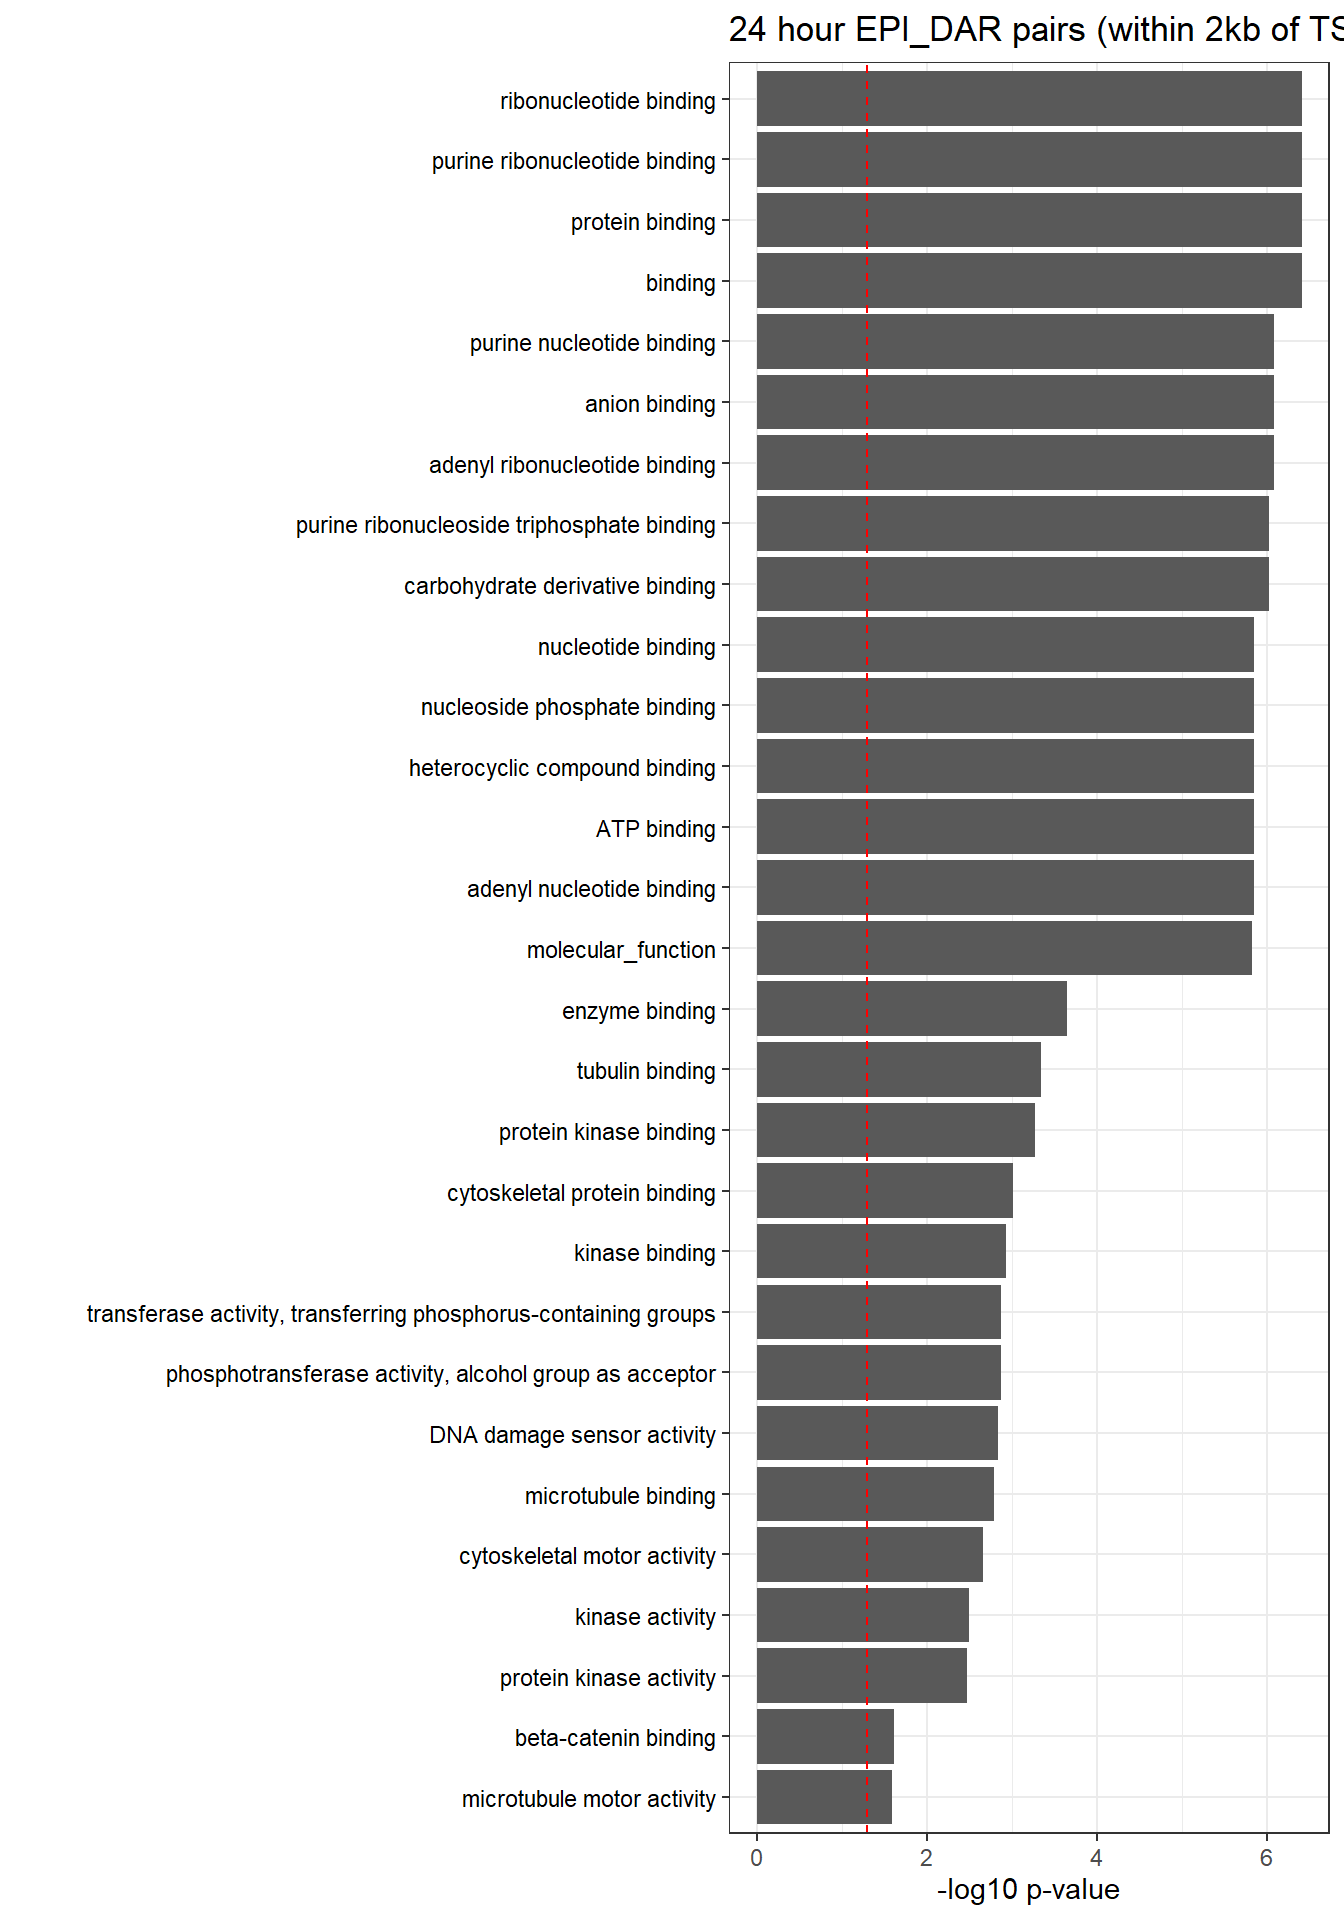 24 hour EPI_DAR pairs (within 2kb of TS
ribonucleotide binding
purine ribonucleotide binding
protein binding
binding
purine nucleotide binding
anion binding
adenyl ribonucleotide binding
purine ribonucleoside triphosphate binding
carbohydrate derivative binding
nucleotide binding
nucleoside phosphate binding
heterocyclic compound binding
ATP binding
adenyl nucleotide binding
molecular_function
enzyme binding
tubulin binding
protein kinase binding
cytoskeletal protein binding
kinase binding
transferase activity, transferring phosphorus-containing groups
phosphotransferase activity, alcohol group as acceptor
DNA damage sensor activity
microtubule binding
cytoskeletal motor activity
kinase activity
protein kinase activity
beta-catenin binding
microtubule motor activity
0 2 4 6
-log10 p-value